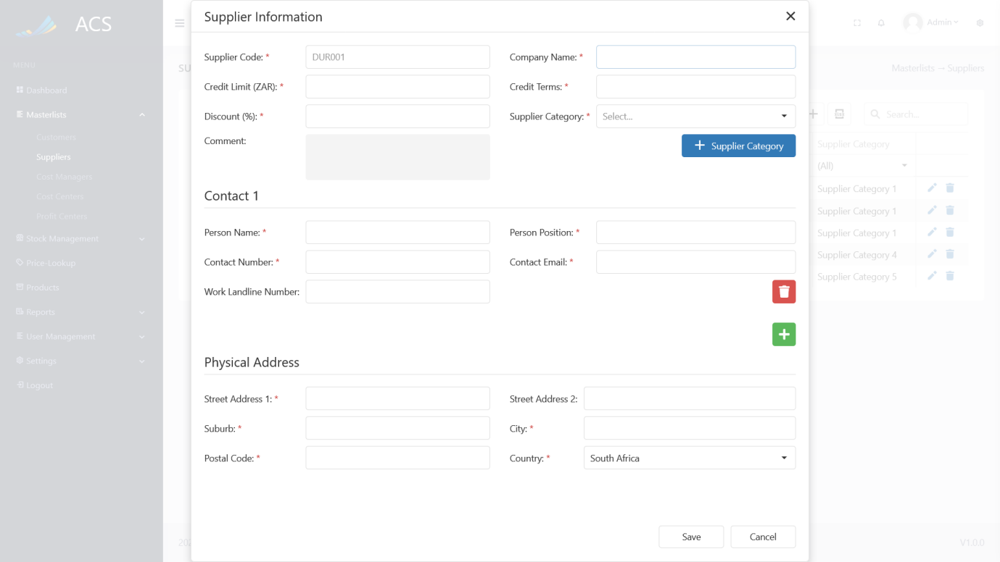 ACS
MENU
Dashboard
Masterlists
Customers
Suppliers
Cost Managers
Cost Centers
Profit Centers
Stock Management
Price-Lookup
Products
Reports
User Management
Settings
Logout
Admin
SU
Masterlists → Suppliers
Search...
Supplier Category
(All)
Supplier Category 1
Supplier Category 1
Supplier Category 1
Supplier Category 4
Supplier Category 5
202
V1.0.0
Supplier Information
Supplier Code: * DUR001 Company Name: *
Credit Limit (ZAR): * Credit Terms: *
Discount (%): * Supplier Category: * Select...
Comment: + Supplier Category
Contact 1
Person Name: * Person Position: *
Contact Number: * Contact Email: *
Work Landline Number:
Physical Address
Street Address 1: * Street Address 2:
Suburb: * City: *
Postal Code: * Country: * South Africa
Save Cancel